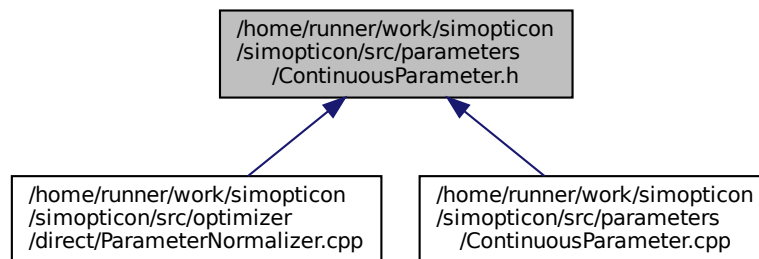 /home/runner/work/simopticon
/simopticon/src/parameters
/ContinuousParameter.h
/home/runner/work/simopticon
/simopticon/src/optimizer
/direct/ParameterNormalizer.cpp
/home/runner/work/simopticon
/simopticon/src/parameters
/ContinuousParameter.cpp